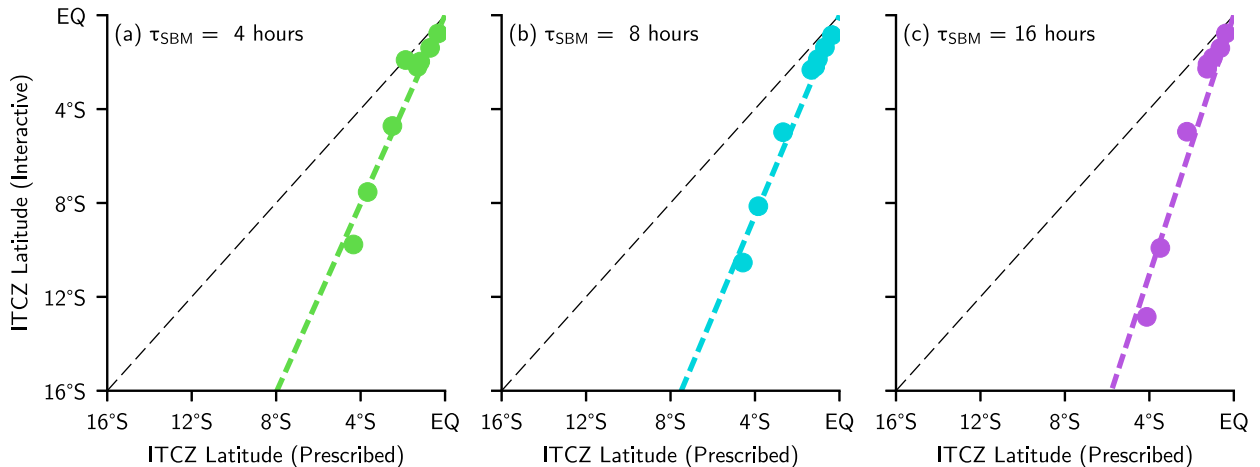 (a) τSBM = 4 hours
(b) τSBM = 8 hours
(c) τSBM = 16 hours
EQ
4°S
8°S
12°S
16°S
ITCZ Latitude (Interactive)
16°S 12°S 8°S 4°S EQ
16°S 12°S 8°S 4°S EQ
16°S 12°S 8°S 4°S EQ
ITCZ Latitude (Prescribed)
ITCZ Latitude (Prescribed)
ITCZ Latitude (Prescribed)